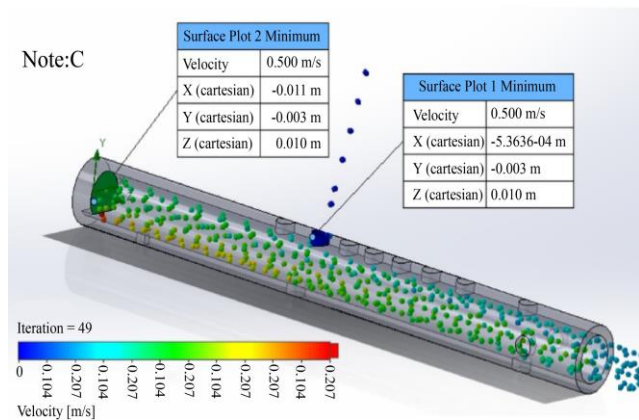 Note:C
Surface Plot 2 Minimum
Velocity 0.500 m/s
X (cartesian) -0.011 m
Y (cartesian) -0.003 m
Z (cartesian) 0.010 m
Surface Plot 1 Minimum
Velocity 0.500 m/s
X (cartesian) -5.3636-04 m
Y (cartesian) -0.003 m
Z (cartesian) 0.010 m
Y
Iteration = 49
0 0.104 0.207 0.104 0.207 0.104 0.207 0.104 0.207 0.104 0.207
Velocity [m/s]